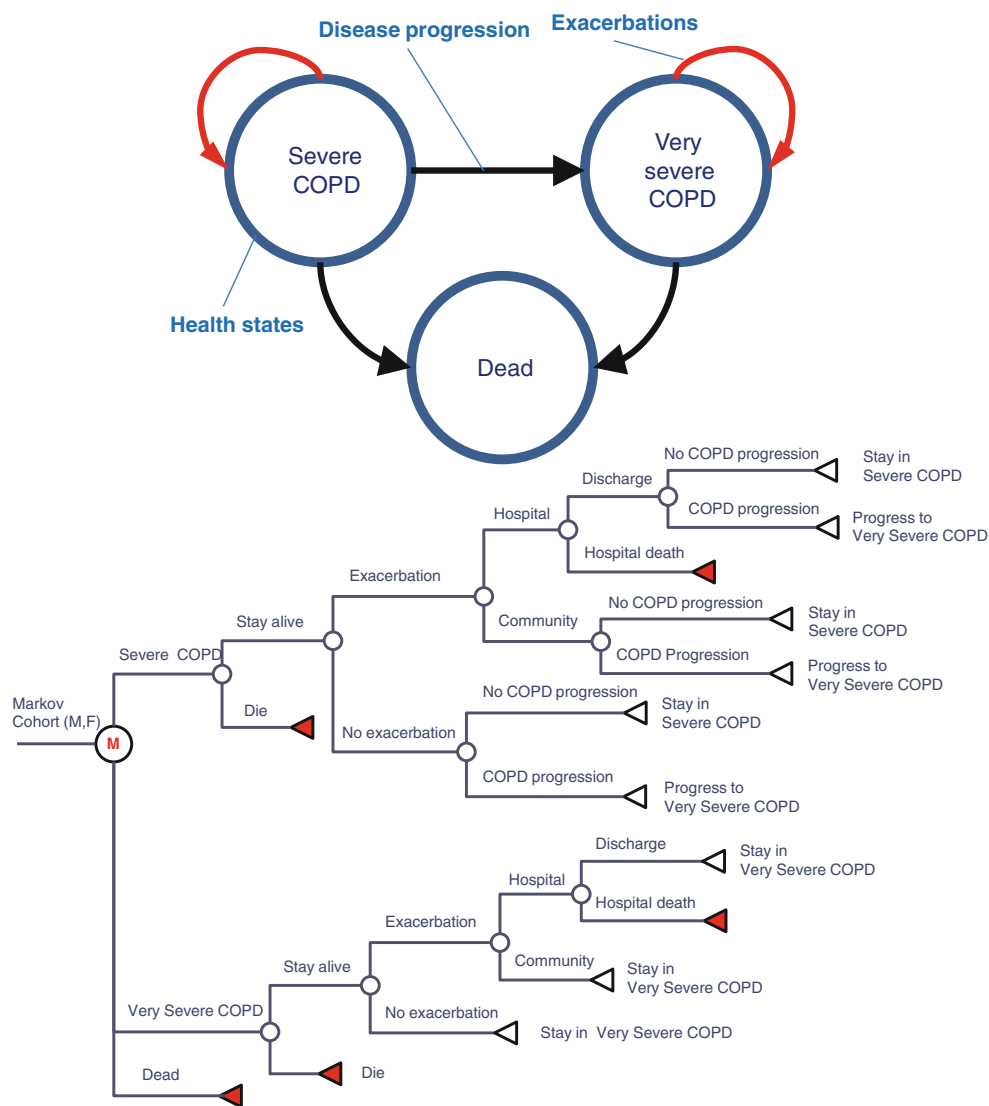 Disease progression
Exacerbations
Severe
COPD
Very
severe
COPD
Health states
Dead
No COPD progression
Stay in
Severe COPD
Discharge
COPD progression
Progress to
Very Severe COPD
Hospital
Hospital death
Exacerbation
No COPD progression
Stay in
Severe COPD
Community
COPD Progression
Progress to
Very Severe COPD
Stay alive
Severe COPD
No COPD progression
Stay in
Severe COPD
Die
No exacerbation
COPD progression
Progress to
Very Severe COPD
Markov
Cohort (M,F)
M
Discharge
Stay in
Very Severe COPD
Hospital
Hospital death
Exacerbation
Community
Stay in
Very Severe COPD
Stay alive
No exacerbation
Stay in Very Severe COPD
Very Severe COPD
Die
Dead